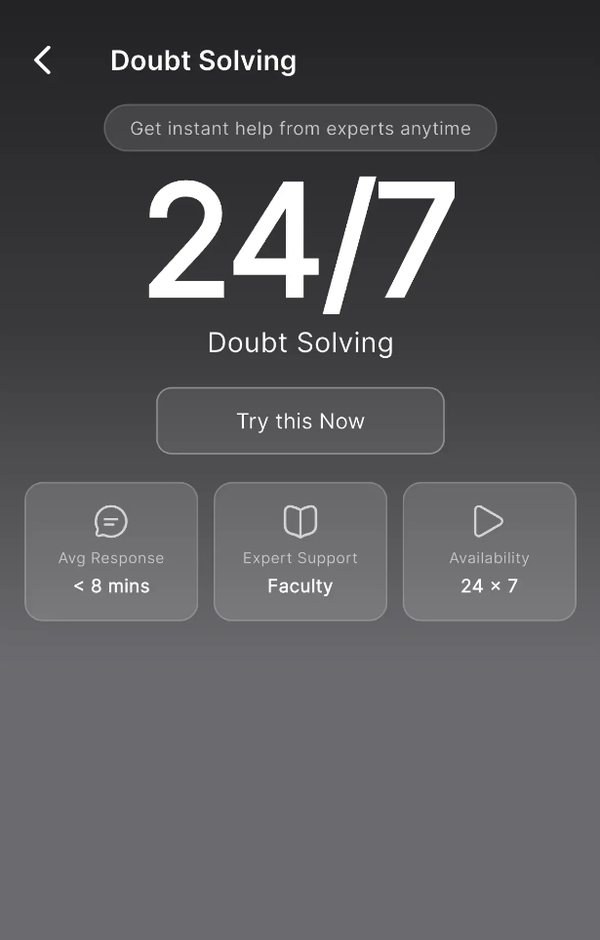 Doubt Solving
Get instant help from experts anytime
24/7
Doubt Solving
Try this Now
Avg Response
< 8 mins
Expert Support
Faculty
Availability
24 × 7